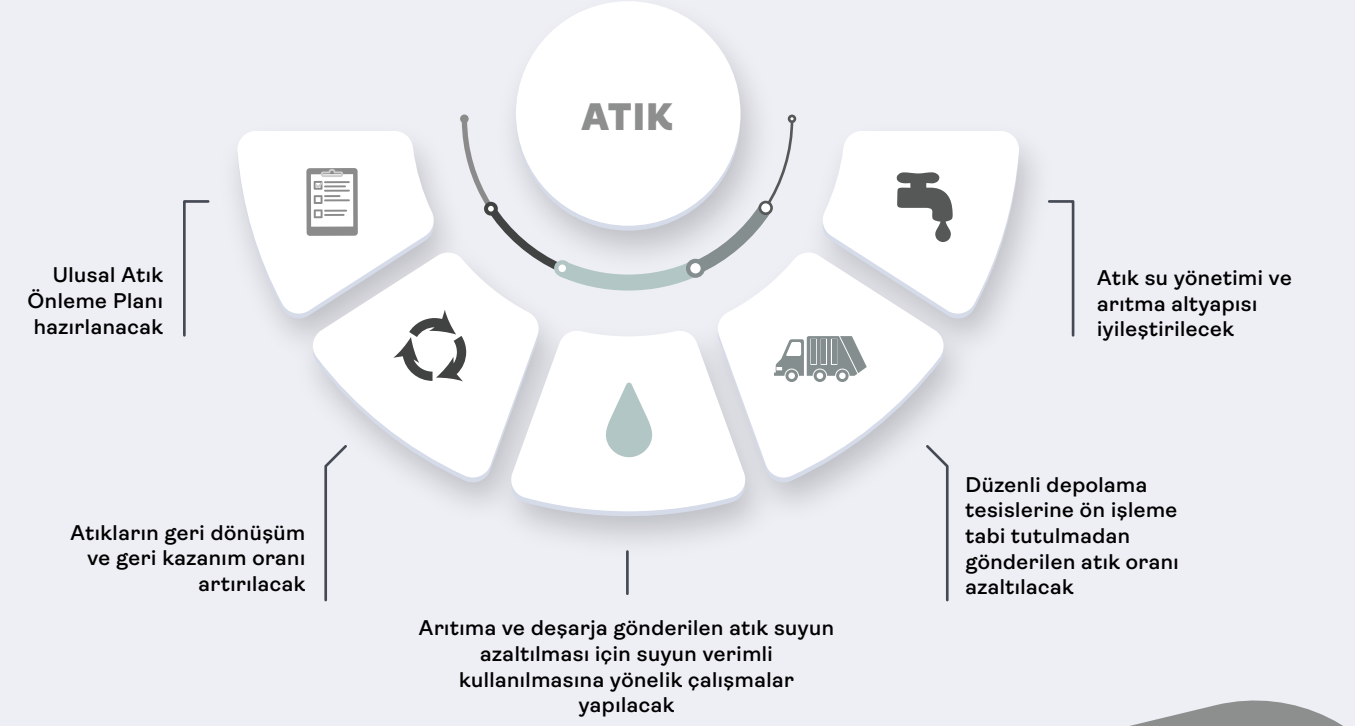 ATIK
Ulusal Atık
Önleme Planı
hazırlanacak
Atıkların geri dönüşüm
ve geri kazanım oranı
artırılacak
Arıtıma ve deşarja gönderilen atık suyun
azaltılması için suyun verimli
kullanılmasına yönelik çalışmalar
yapılacak
Düzenli depolama
tesislerine ön işleme
tabi tutulmadan
gönderilen atık oranı
azaltılacak
Atık su yönetimi ve
arıtma altyapısı
iyileştirilecek